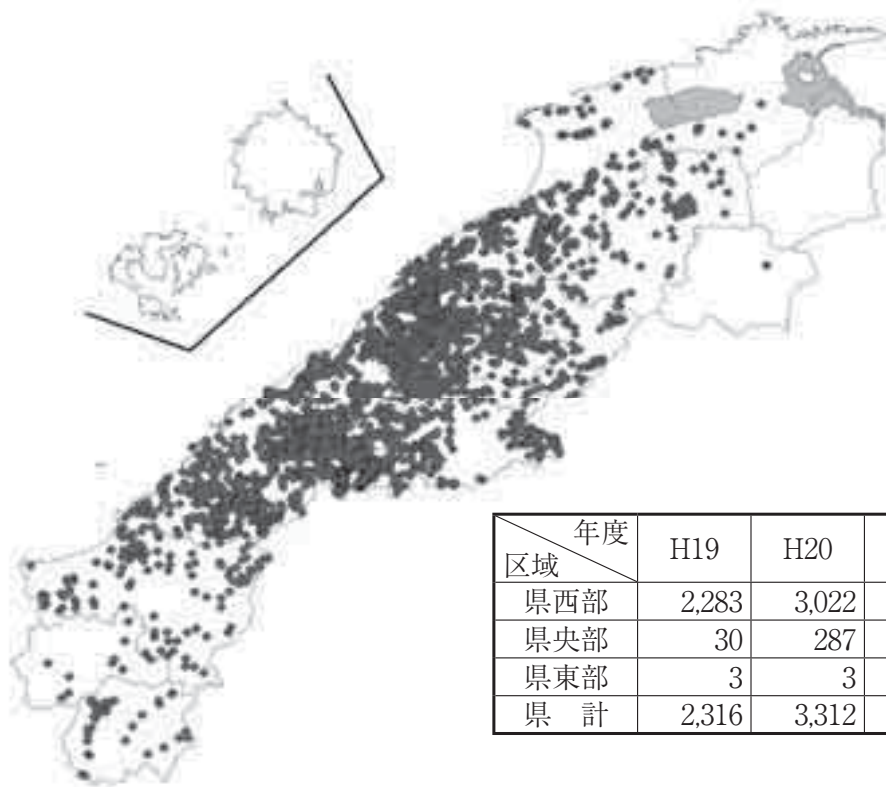 年度
区域 H19 H20
県西部 2,283 3,022
県央部 30 287
県東部 3 3
県 計 2,316 3,312